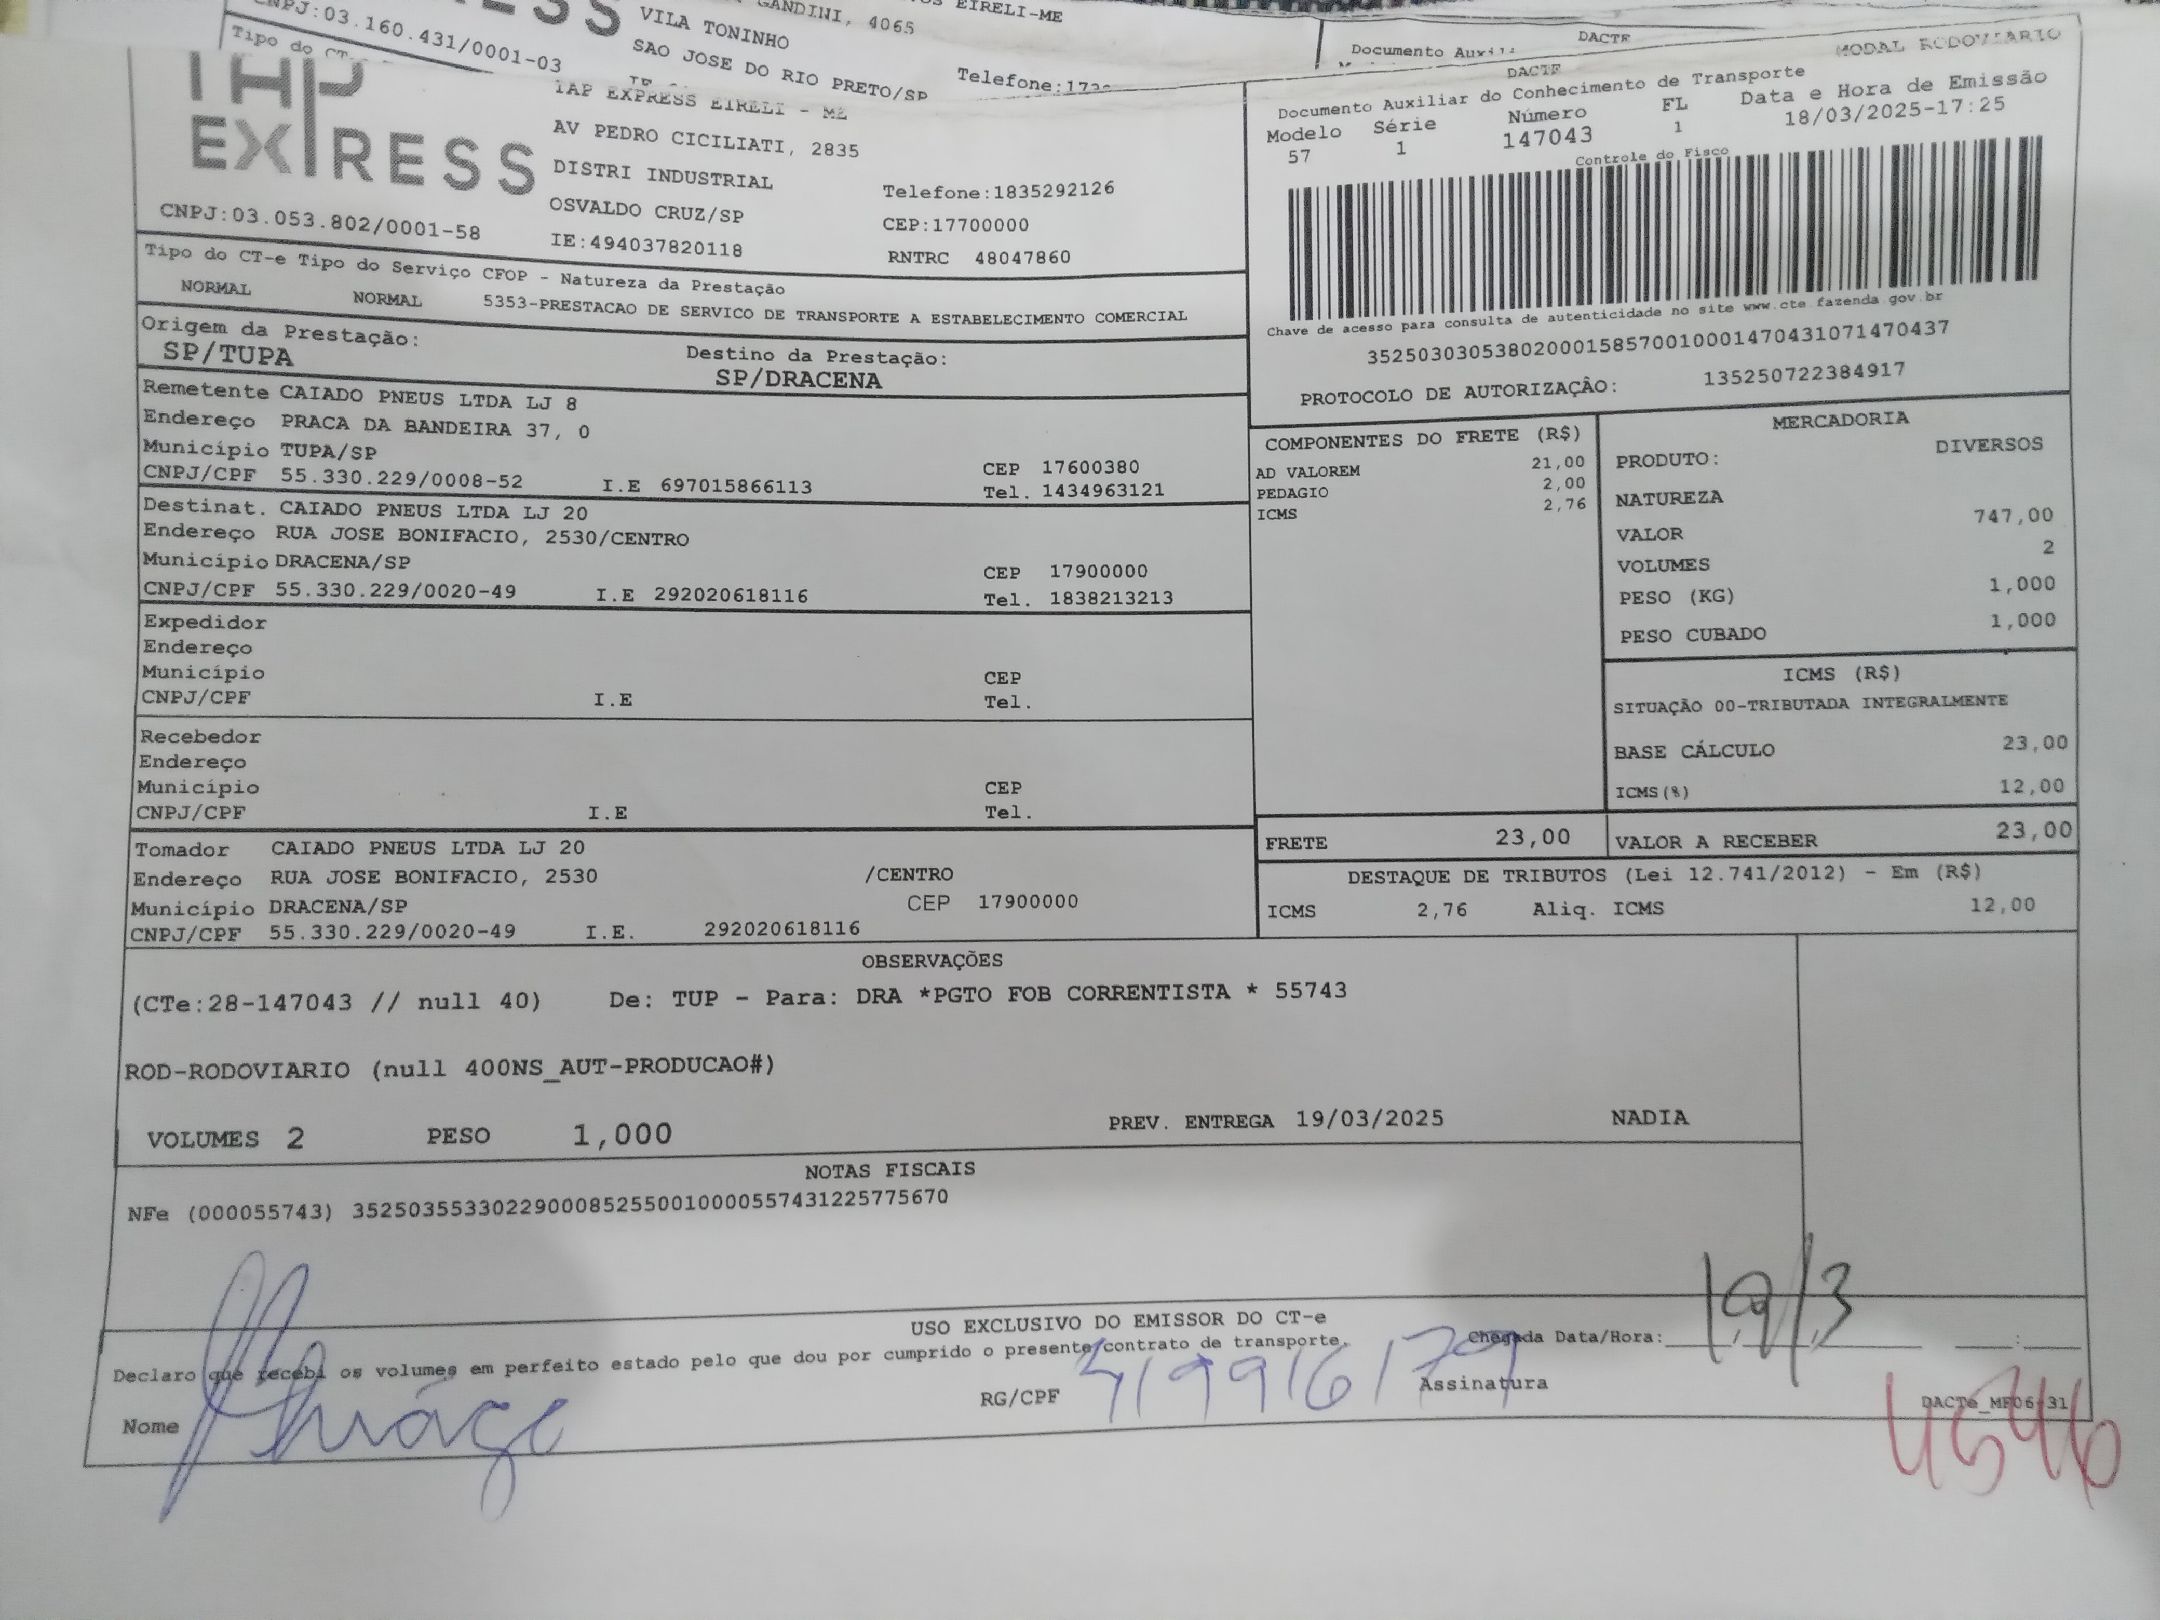 GANDINI, 4065
EIRELI-ME
VILA TONINHO
CNPJ:03.160.431/0001-03
SAO JOSE DO RIO PRETO/SP
Telefone:173
Tipo do CT
DACTE
Documento Auxili
MODAL RODOVIARIO
IAP EXPRESS
IAP EXPRESS EIRELI - ME
AV PEDRO CICILIATI, 2835
DISTRI INDUSTRIAL
Telefone:1835292126
OSVALDO CRUZ/SP
CEP:17700000
CNPJ:03.053.802/0001-58
IE:494037820118
RNTRC 48047860
DACTE
Documento Auxiliar do Conhecimento de Transporte
Modelo Série Número FL Data e Hora de Emissão
57 1 147043 1 18/03/2025-17:25
Controle do Fisco
Chave de acesso para consulta de autenticidade no site www.cte.fazenda.gov.br
35250303053802000158570010001470431071470437
PROTOCOLO DE AUTORIZAÇÃO: 135250722384917
Tipo do CT-e Tipo do Serviço CFOP - Natureza da Prestação
NORMAL NORMAL 5353-PRESTACAO DE SERVICO DE TRANSPORTE A ESTABELECIMENTO COMERCIAL
Origem da Prestação: Destino da Prestação:
SP/TUPA SP/DRACENA
Remetente CAIADO PNEUS LTDA LJ 8
Endereço PRACA DA BANDEIRA 37, 0
Município TUPA/SP CEP 17600380
CNPJ/CPF 55.330.229/0008-52 I.E 697015866113 Tel. 1434963121
Destinat. CAIADO PNEUS LTDA LJ 20
Endereço RUA JOSE BONIFACIO, 2530/CENTRO
Município DRACENA/SP CEP 17900000
CNPJ/CPF 55.330.229/0020-49 I.E 292020618116 Tel. 1838213213
Expedidor
Endereço
Município CEP
CNPJ/CPF I.E Tel.
Recebedor
Endereço
Município CEP
CNPJ/CPF I.E Tel.
Tomador CAIADO PNEUS LTDA LJ 20
Endereço RUA JOSE BONIFACIO, 2530 /CENTRO
Município DRACENA/SP CEP 17900000
CNPJ/CPF 55.330.229/0020-49 I.E. 292020618116
COMPONENTES DO FRETE (R$)
AD VALOREM 21,00
PEDAGIO 2,00
ICMS 2,76
MERCADORIA
PRODUTO: DIVERSOS
NATUREZA
VALOR 747,00
VOLUMES 2
PESO (KG) 1,000
PESO CUBADO 1,000
ICMS (R$)
SITUAÇÃO 00-TRIBUTADA INTEGRALMENTE
BASE CÁLCULO 23,00
ICMS(%) 12,00
FRETE 23,00 VALOR A RECEBER 23,00
DESTAQUE DE TRIBUTOS (Lei 12.741/2012) - Em (R$)
ICMS 2,76 Aliq. ICMS 12,00
OBSERVAÇÕES
(CTe:28-147043 // null 40) De: TUP - Para: DRA *PGTO FOB CORRENTISTA * 55743
ROD-RODOVIARIO (null 400NS_AUT-PRODUCAO#)
VOLUMES 2 PESO 1,000 PREV. ENTREGA 19/03/2025 NADIA
NOTAS FISCAIS
NFe (000055743) 35250355330229000852550010000557431225775670
USO EXCLUSIVO DO EMISSOR DO CT-e
Declaro que recebi os volumes em perfeito estado pelo que dou por cumprido o presente contrato de transporte.
Chegada Data/Hora: 19/3
Nome RG/CPF Assinatura
DACTe_MF06/31